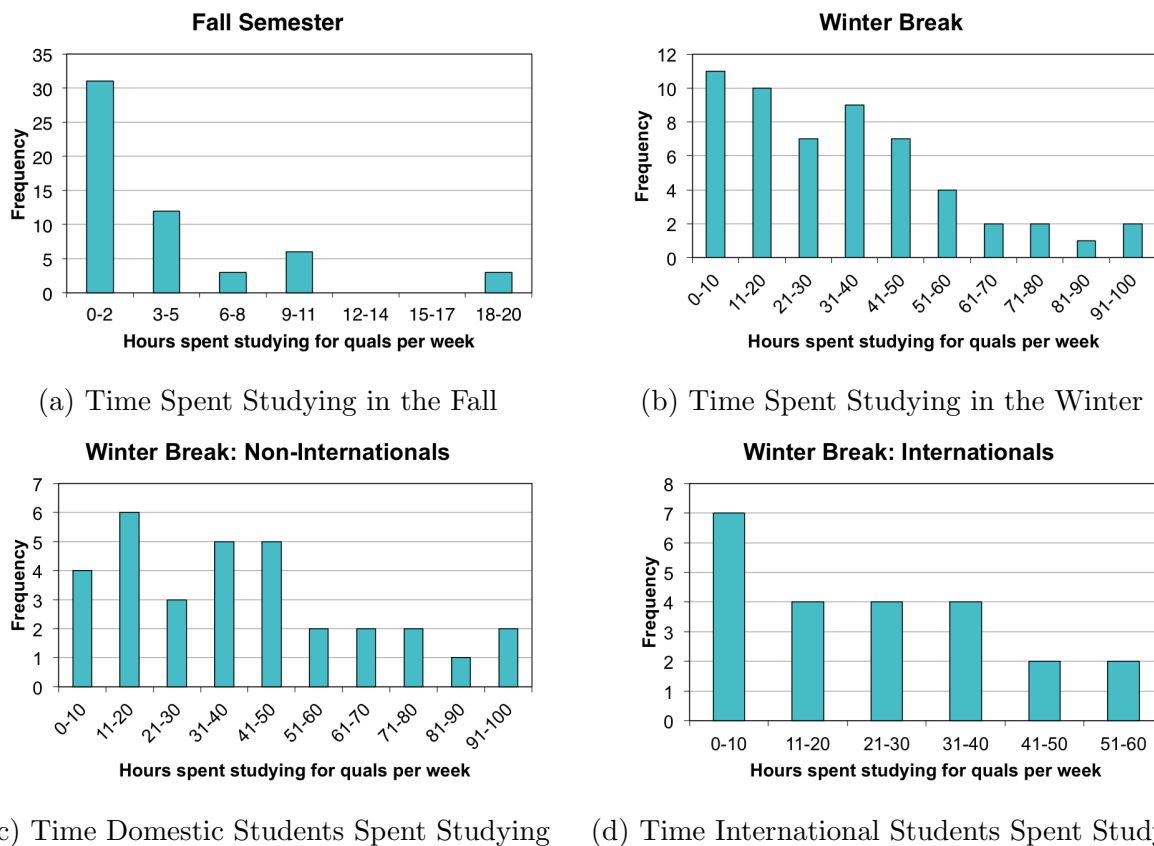 Fall Semester
35
30
25
20
15
10
5
0
Frequency
0-2 3-5 6-8 9-11 12-14 15-17 18-20
Hours spent studying for quals per week
(a) Time Spent Studying in the Fall
Winter Break
12
10
8
6
4
2
0
Frequency
0-10 11-20 21-30 31-40 41-50 51-60 61-70 71-80 81-90 91-100
Hours spent studying for quals per week
(b) Time Spent Studying in the Winter
Winter Break: Non-Internationals
7
6
5
4
3
2
1
0
Frequency
0-10 11-20 21-30 31-40 41-50 51-60 61-70 71-80 81-90 91-100
Hours spent studying for quals per week
c) Time Domestic Students Spent Studying
Winter Break: Internationals
8
7
6
5
4
3
2
1
0
Frequency
0-10 11-20 21-30 31-40 41-50 51-60
Hours spent studying for quals per week
(d) Time International Students Spent Study